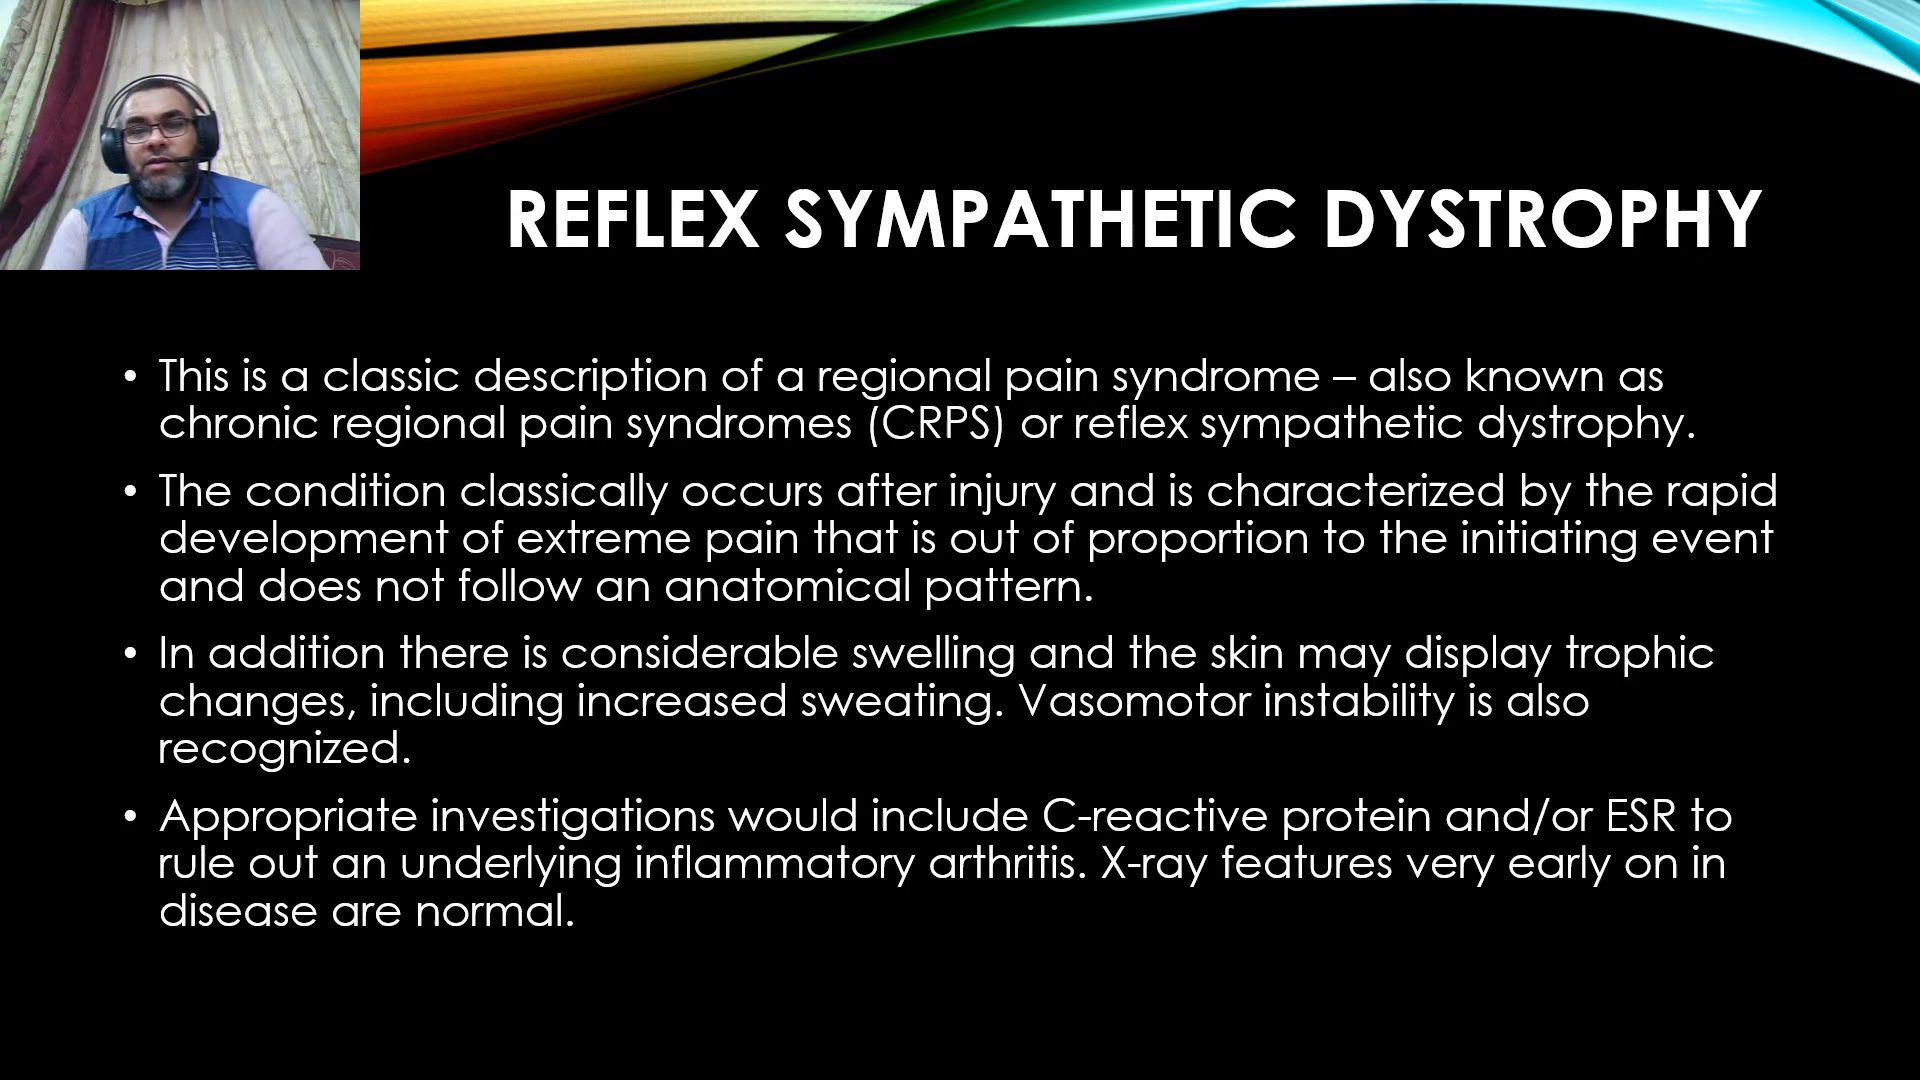 REFLEX SYMPATHETIC DYSTROPHY
• This is a classic description of a regional pain syndrome – also known as
chronic regional pain syndromes (CRPS) or reflex sympathetic dystrophy.
• The condition classically occurs after injury and is characterized by the rapid
development of extreme pain that is out of proportion to the initiating event
and does not follow an anatomical pattern.
• In addition there is considerable swelling and the skin may display trophic
changes, including increased sweating. Vasomotor instability is also
recognized.
• Appropriate investigations would include C-reactive protein and/or ESR to
rule out an underlying inflammatory arthritis. X-ray features very early on in
disease are normal.